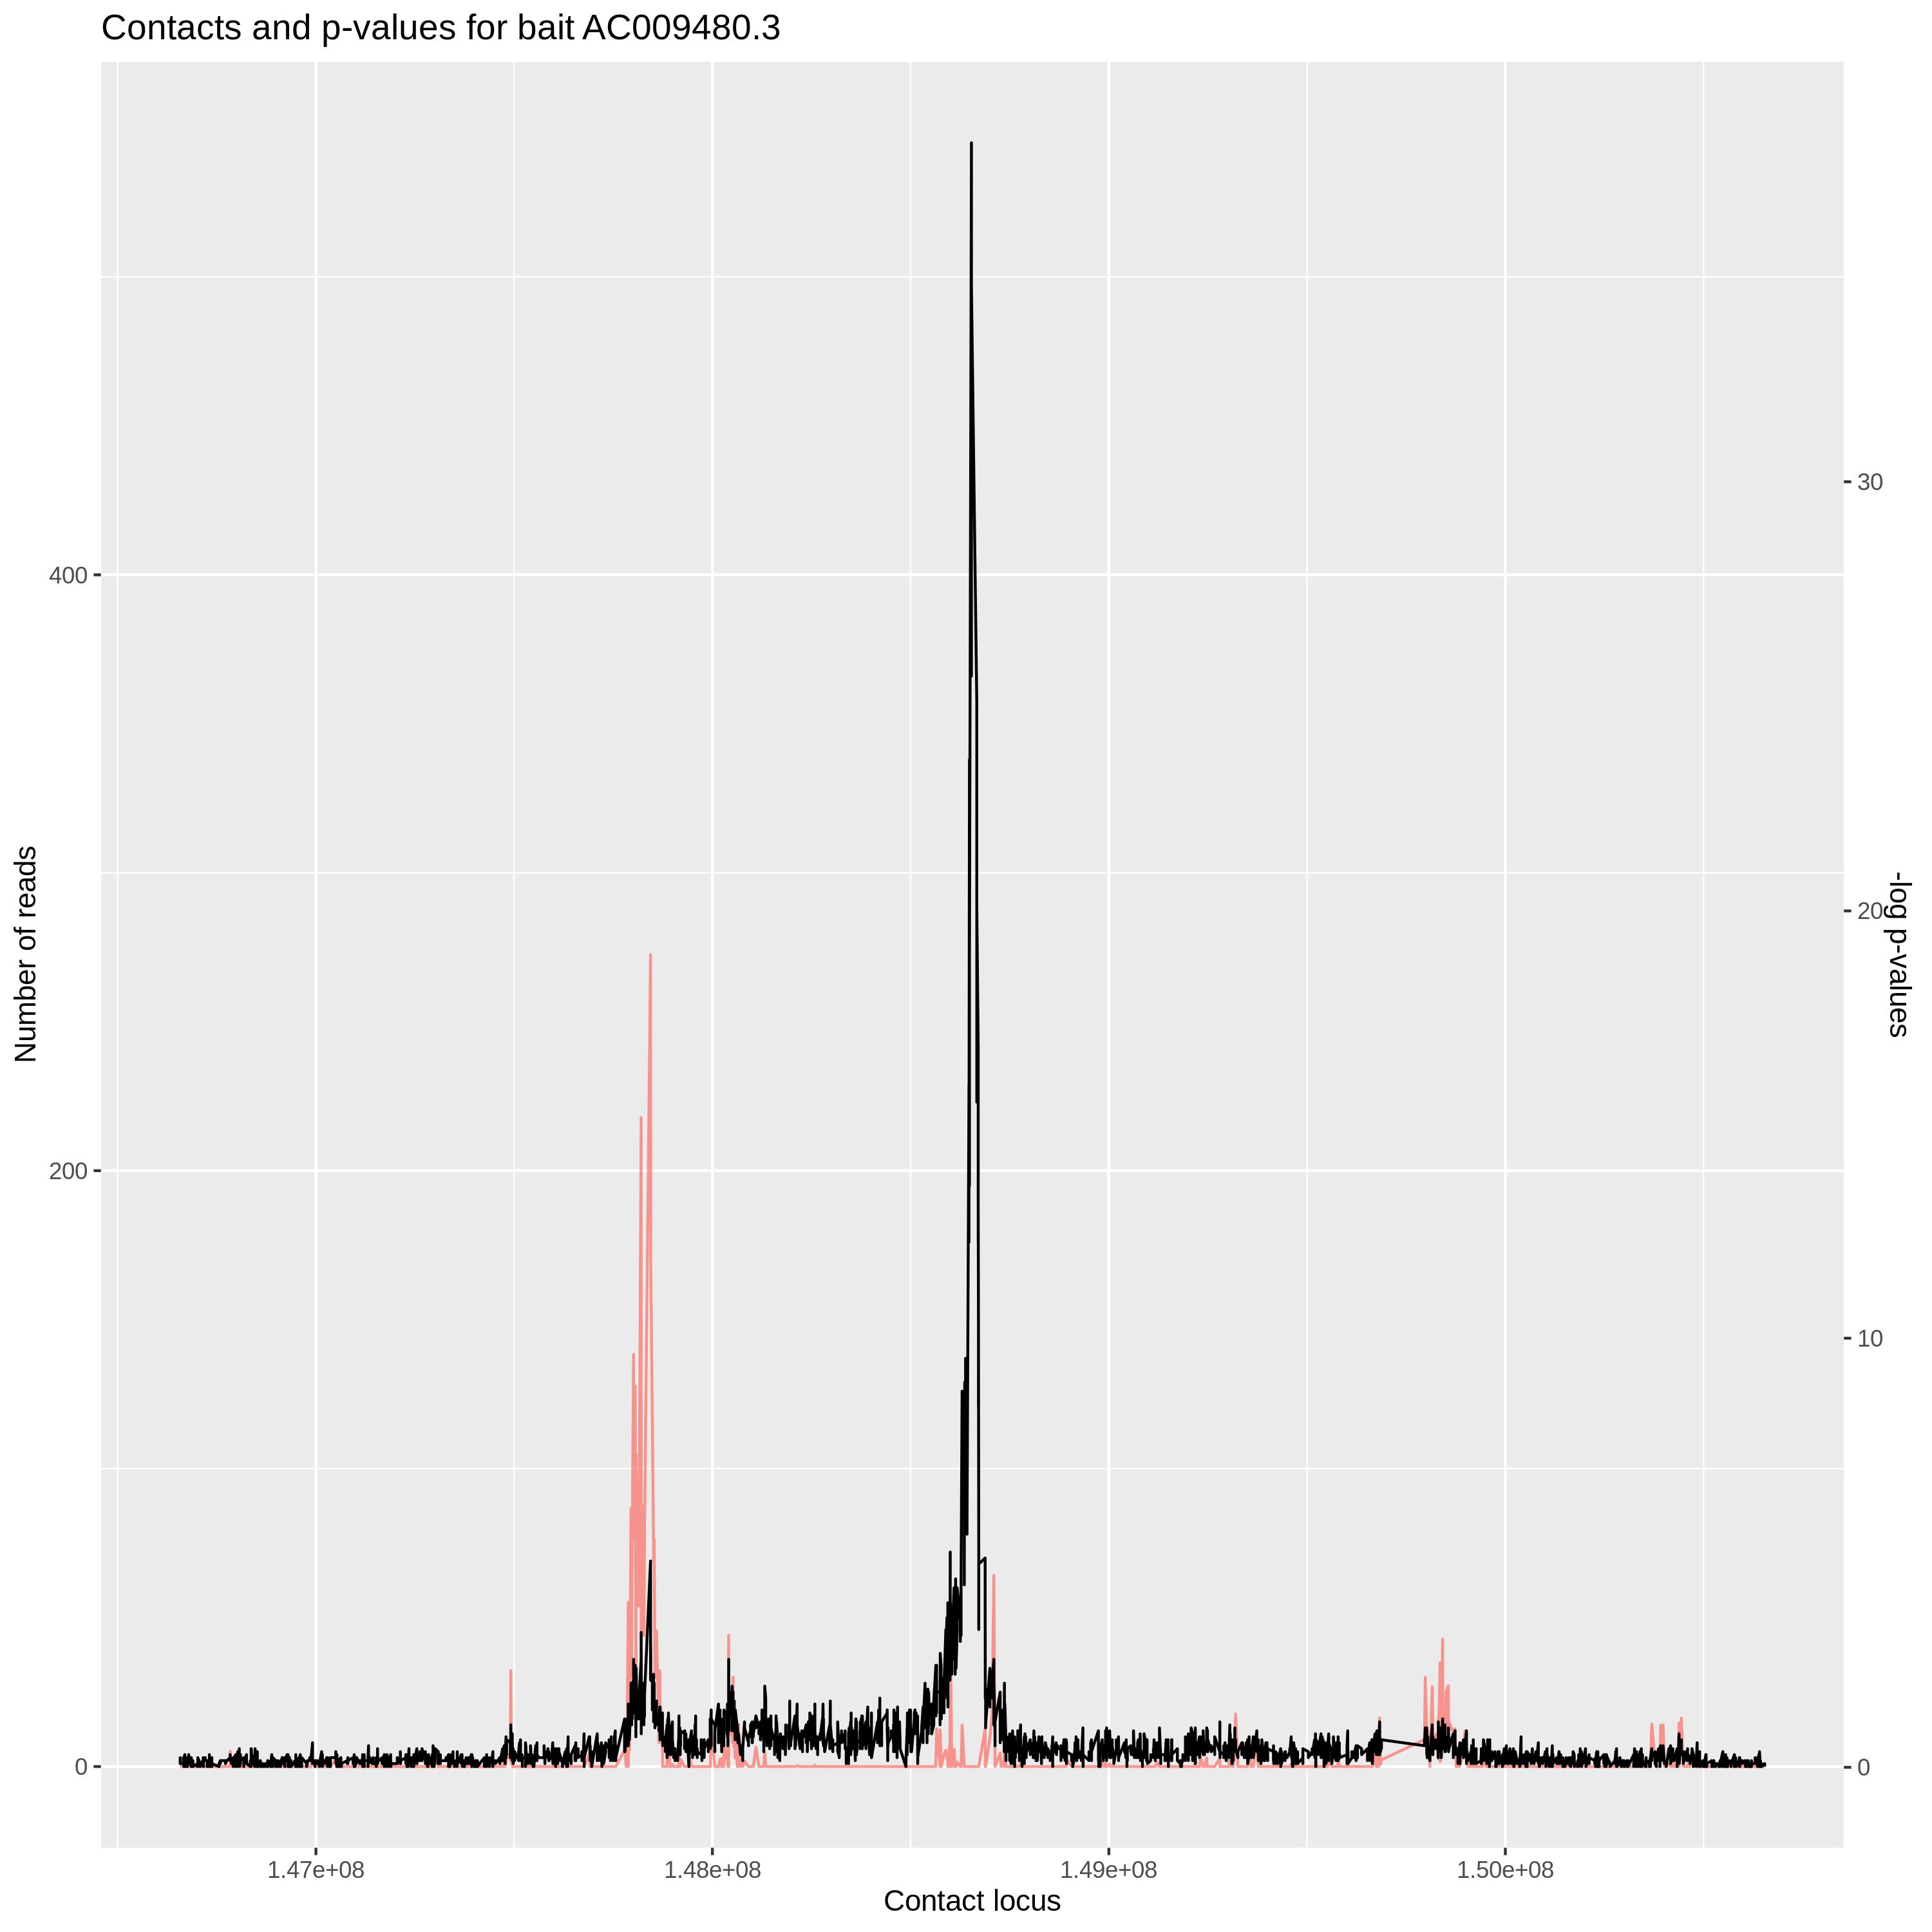 Contacts and p-values for bait AC009480.3
Number of reads
400
200
0
30
20
10
0
-log p-values
1.47e+08 1.48e+08 1.49e+08 1.50e+08
Contact locus